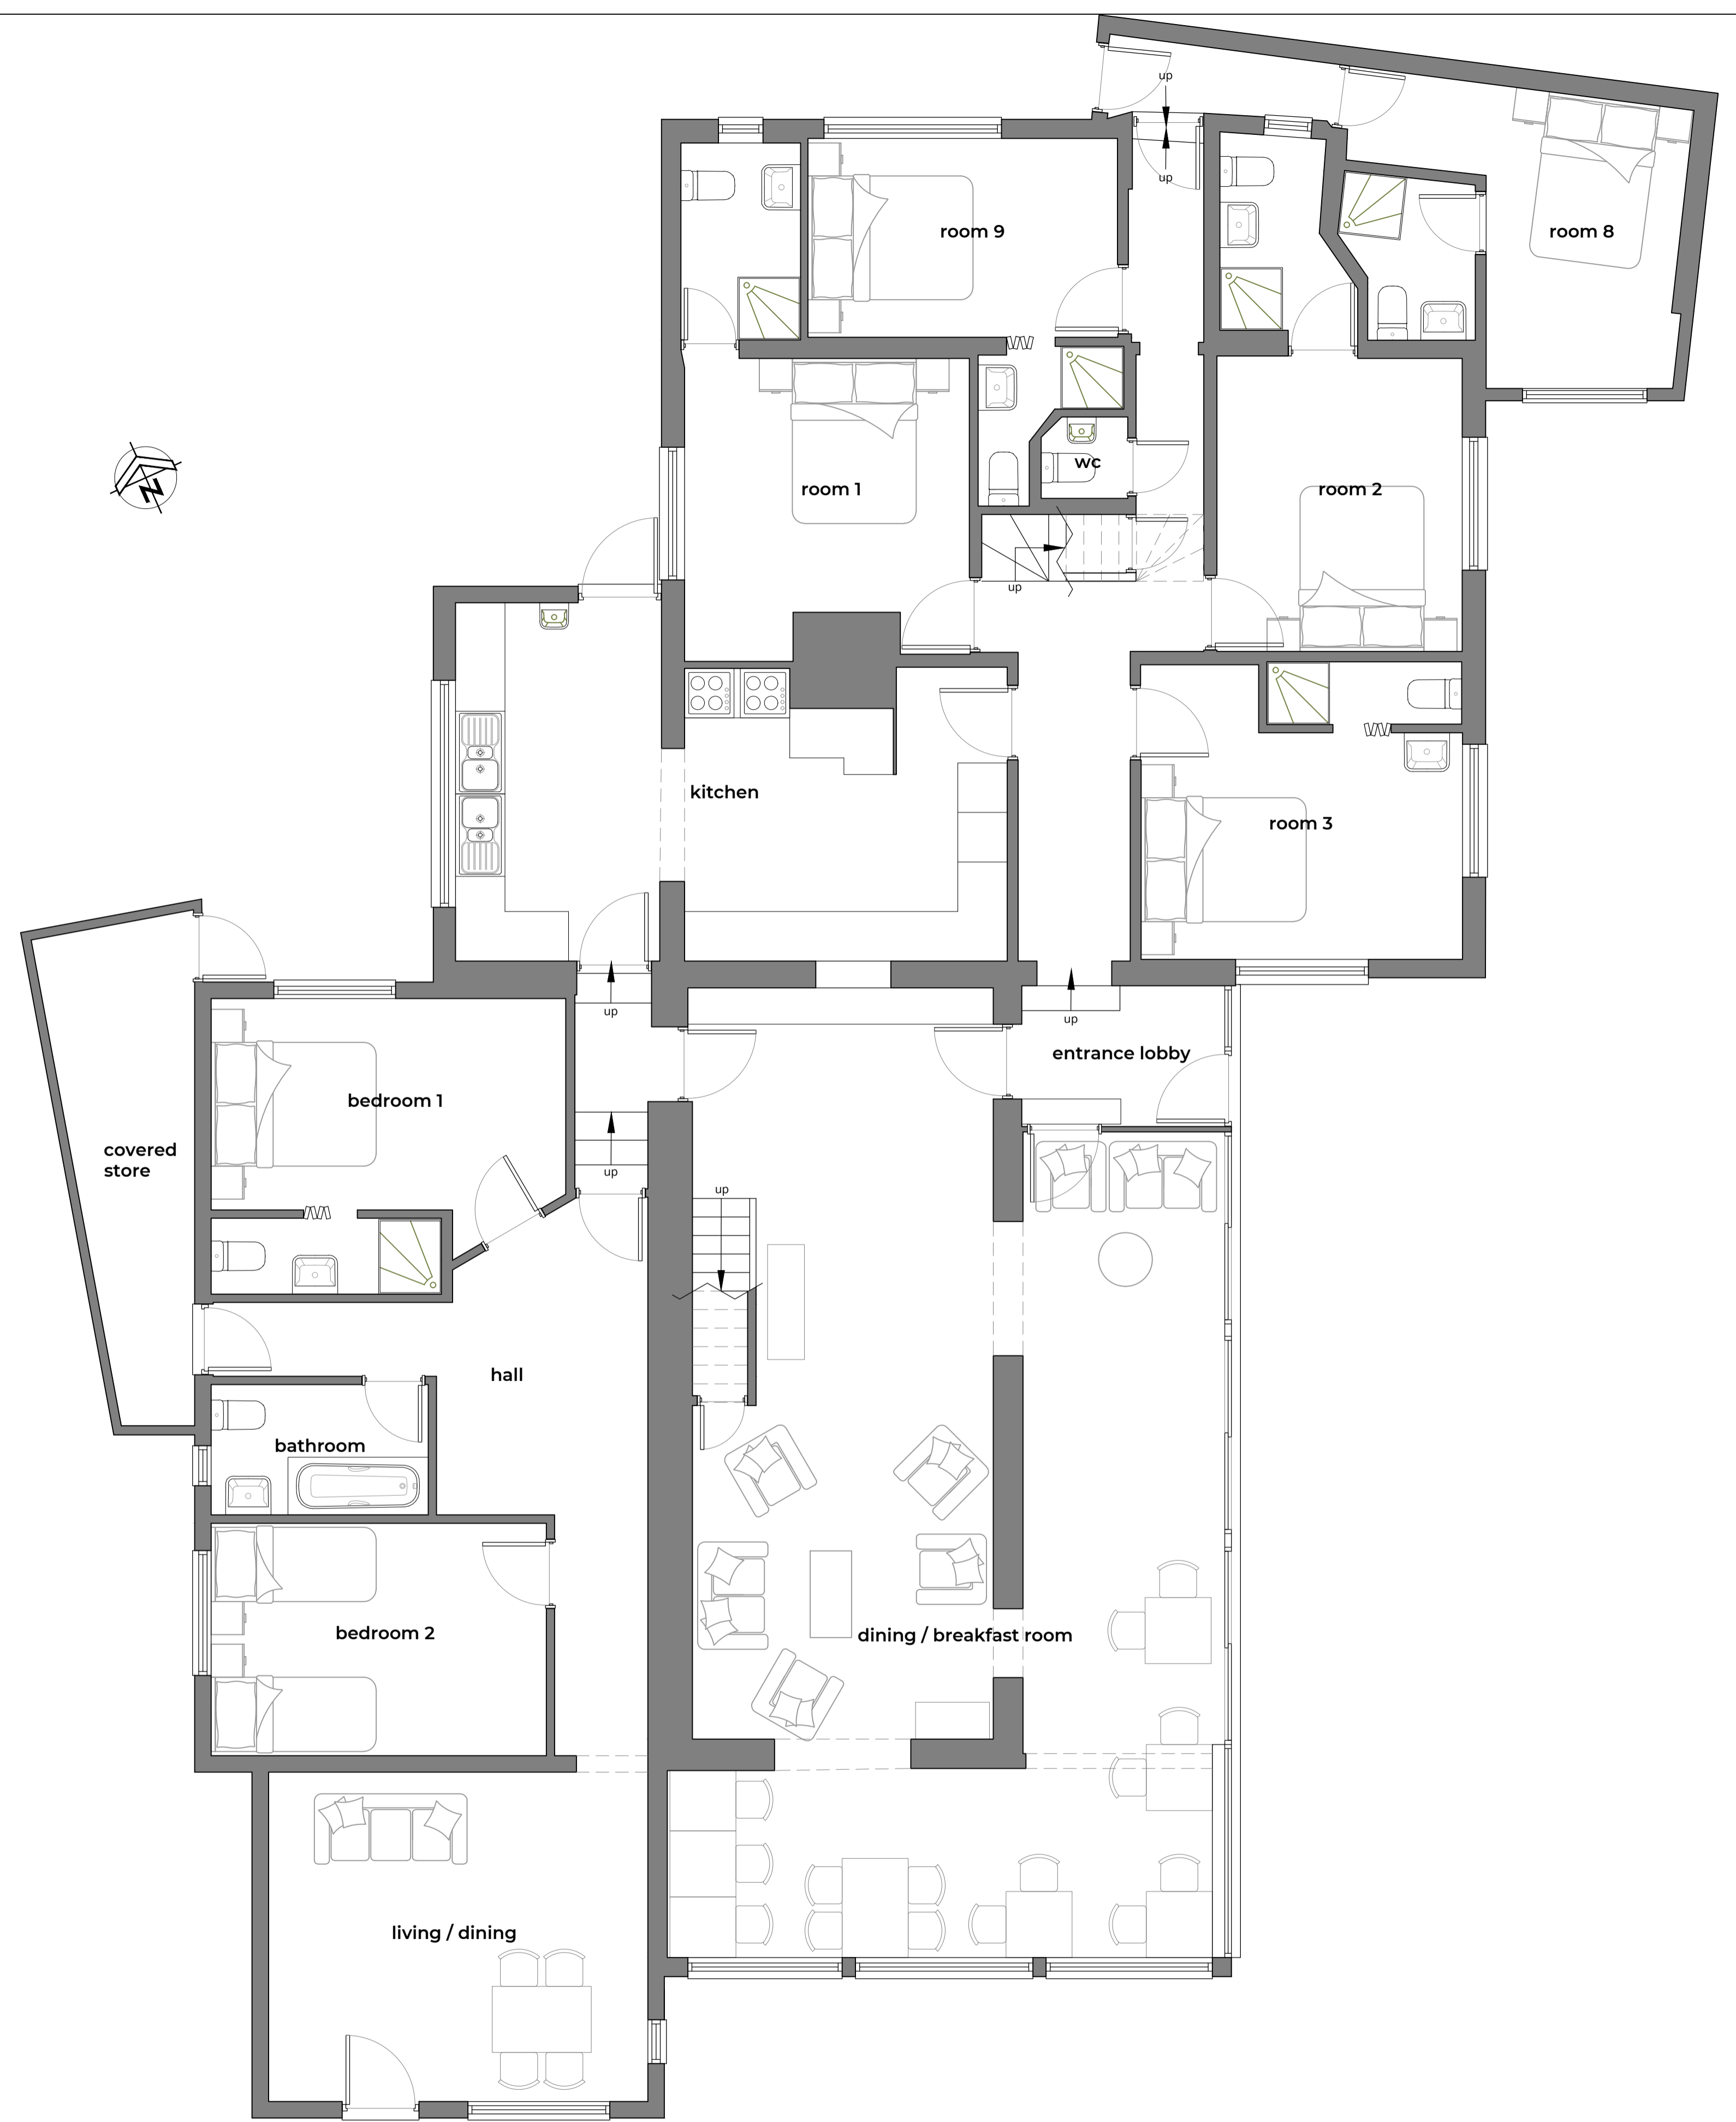 up
up
room 9
room 8
wc
room 1
room 2
N
up
kitchen
room 3
up
up
entrance lobby
bedroom 1
covered
store
up
up
hall
bathroom
bedroom 2
dining / breakfast room
living / dining